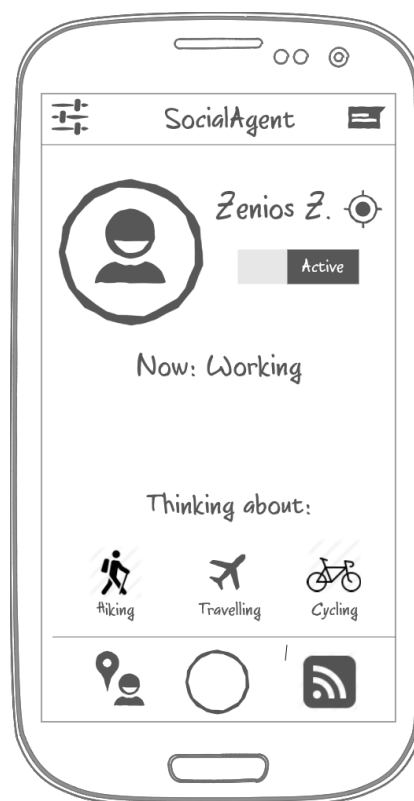 SocialAgent
Zenios Z.
Active
Now: Working
Thinking about:
Hiking Travelling Cycling